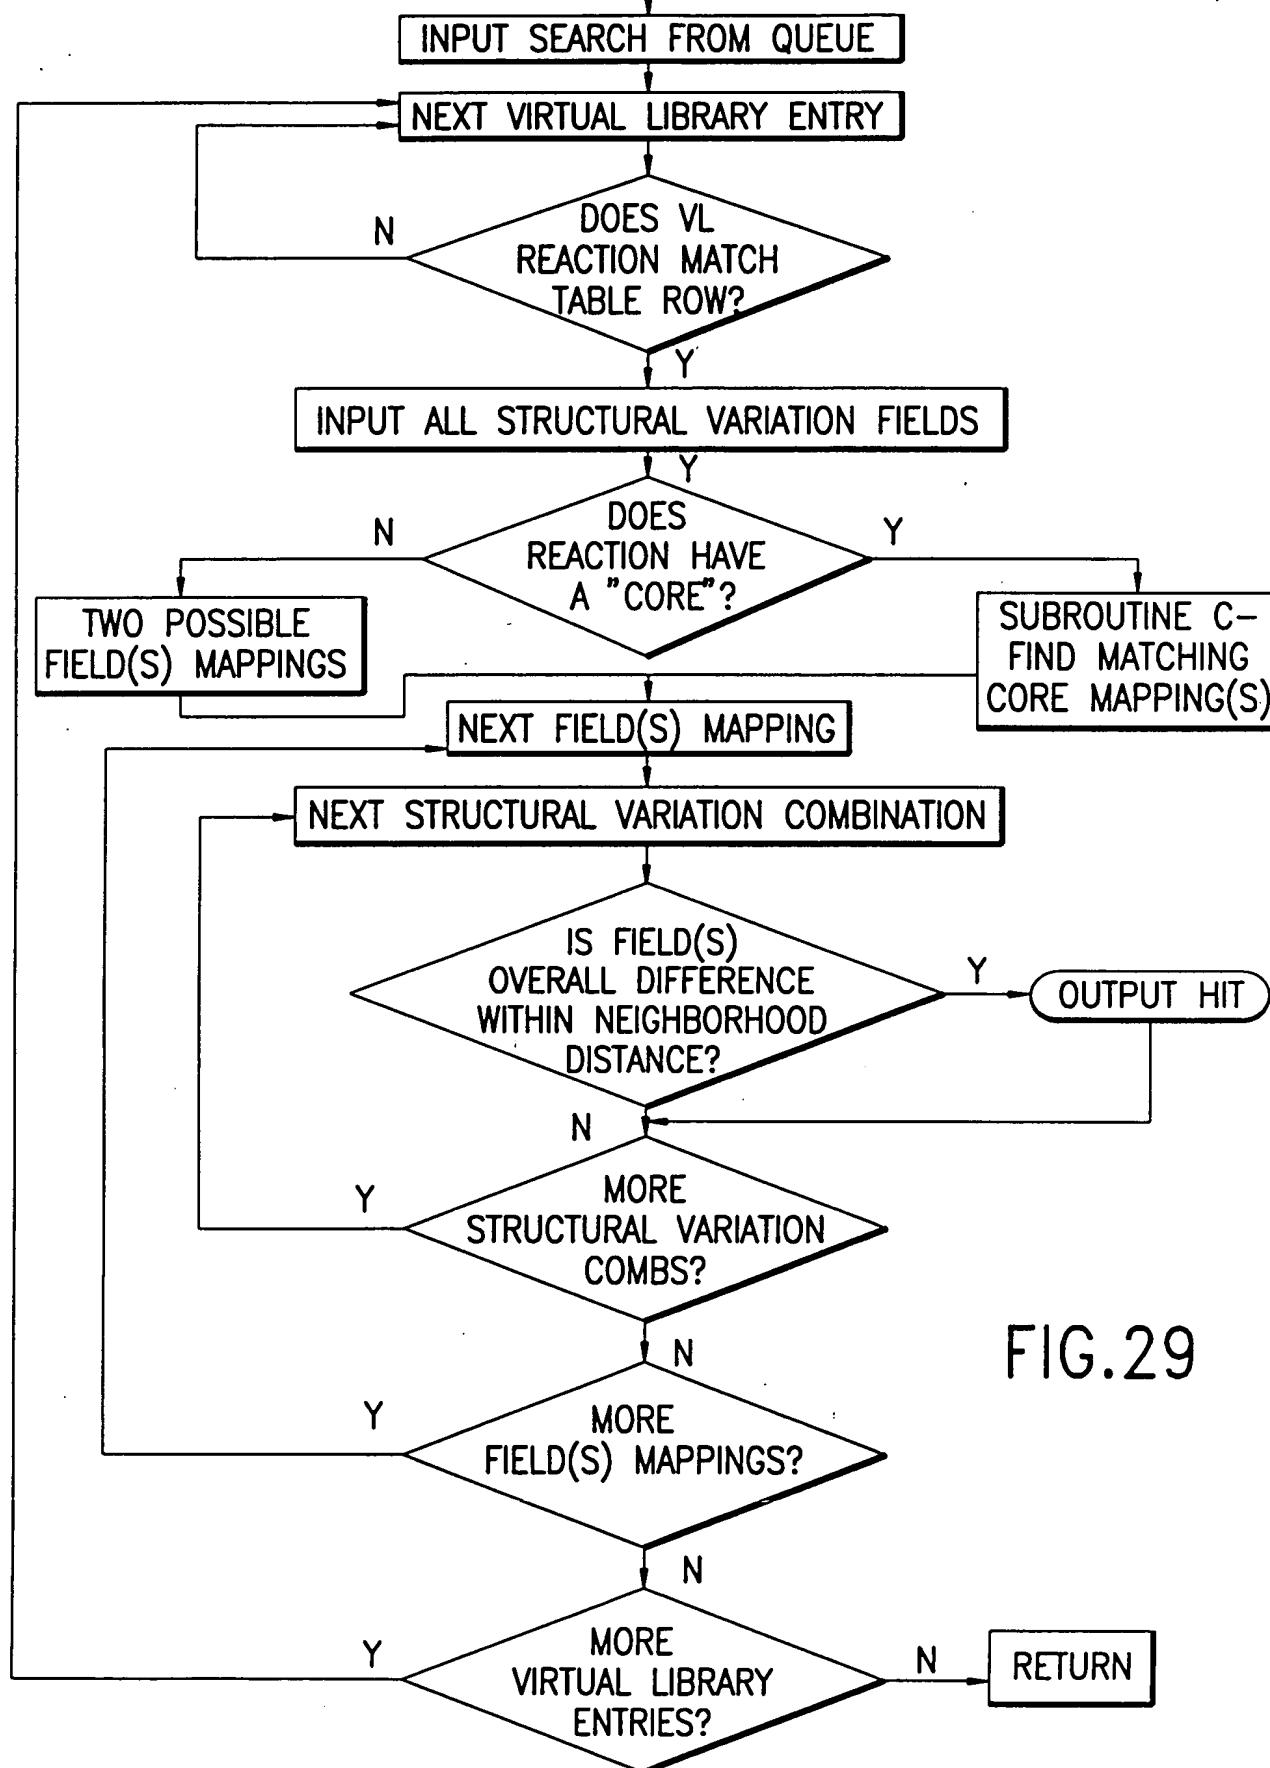 INPUT SEARCH FROM QUEUE
NEXT VIRTUAL LIBRARY ENTRY
DOES VL
REACTION MATCH
TABLE ROW?
N
Y
INPUT ALL STRUCTURAL VARIATION FIELDS
Y
DOES
REACTION HAVE
A "CORE"?
N
Y
TWO POSSIBLE
FIELD(S) MAPPINGS
SUBROUTINE C-
FIND MATCHING
CORE MAPPING(S)
NEXT FIELD(S) MAPPING
NEXT STRUCTURAL VARIATION COMBINATION
IS FIELD(S)
OVERALL DIFFERENCE
WITHIN NEIGHBORHOOD
DISTANCE?
Y
OUTPUT HIT
N
MORE
STRUCTURAL VARIATION
COMBS?
Y
N
MORE
FIELD(S) MAPPINGS?
Y
N
MORE
VIRTUAL LIBRARY
ENTRIES?
Y
N
RETURN
FIG.29